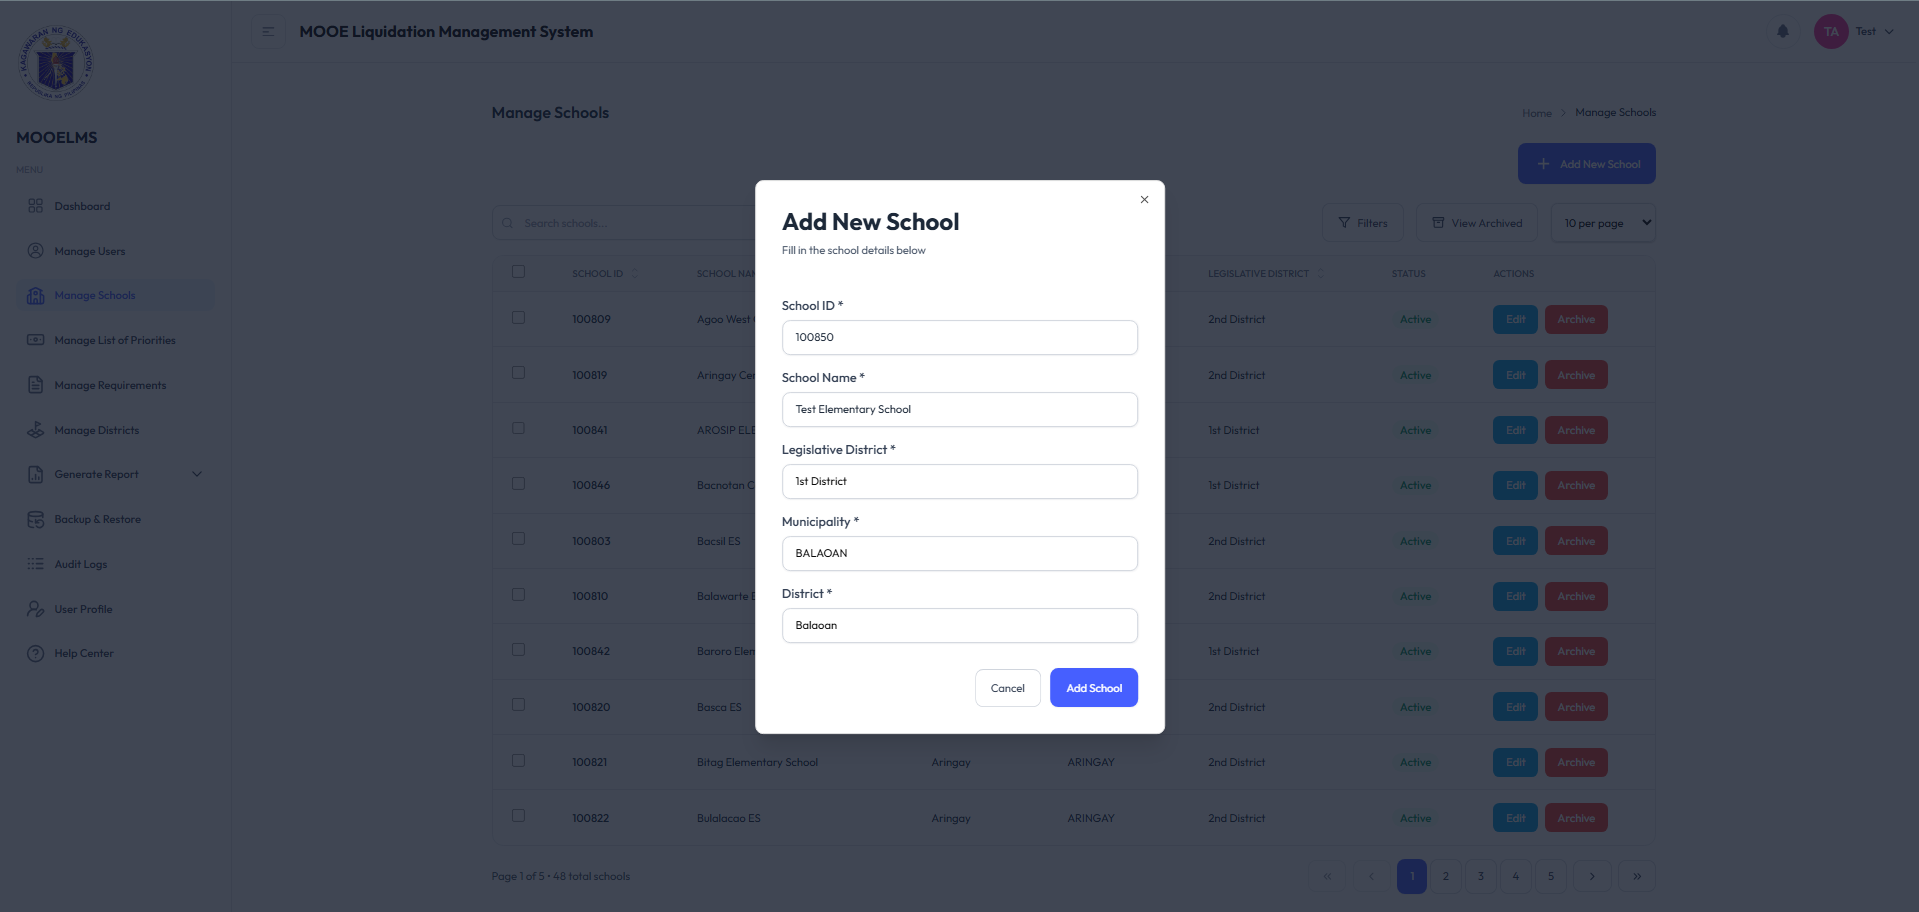 KAGAWARAN NG EDUKASYON
REPUBLIKA NG PILIPINAS
MOOE Liquidation Management System
TA
Test
MOOELMS
MENU
Dashboard
Manage Users
Manage Schools
Manage List of Priorities
Manage Requirements
Manage Districts
Generate Report
Backup & Restore
Audit Logs
User Profile
Help Center
Manage Schools
Home > Manage Schools
+ Add New School
Search schools...
Filters
View Archived
10 per page
SCHOOL ID SCHOOL NAM LEGISLATIVE DISTRICT STATUS ACTIONS
100809 Agoo West 2nd District Active Edit Archive
100819 Aringay Ce 2nd District Active Edit Archive
100841 AROSIP ELE 1st District Active Edit Archive
100846 Bacnotan C 1st District Active Edit Archive
100803 Bacsil ES 2nd District Active Edit Archive
100810 Balawarte E 2nd District Active Edit Archive
100842 Baroro Elem 1st District Active Edit Archive
100820 Basca ES 2nd District Active Edit Archive
100821 Bitag Elementary School Aringay ARINGAY 2nd District Active Edit Archive
100822 Bulalacao ES Aringay ARINGAY 2nd District Active Edit Archive
Page 1 of 5 • 48 total schools
« ‹ 1 2 3 4 5 › »
Add New School
Fill in the school details below
School ID *
100850
School Name *
Test Elementary School
Legislative District *
1st District
Municipality *
BALAOAN
District *
Balaoan
Cancel
Add School